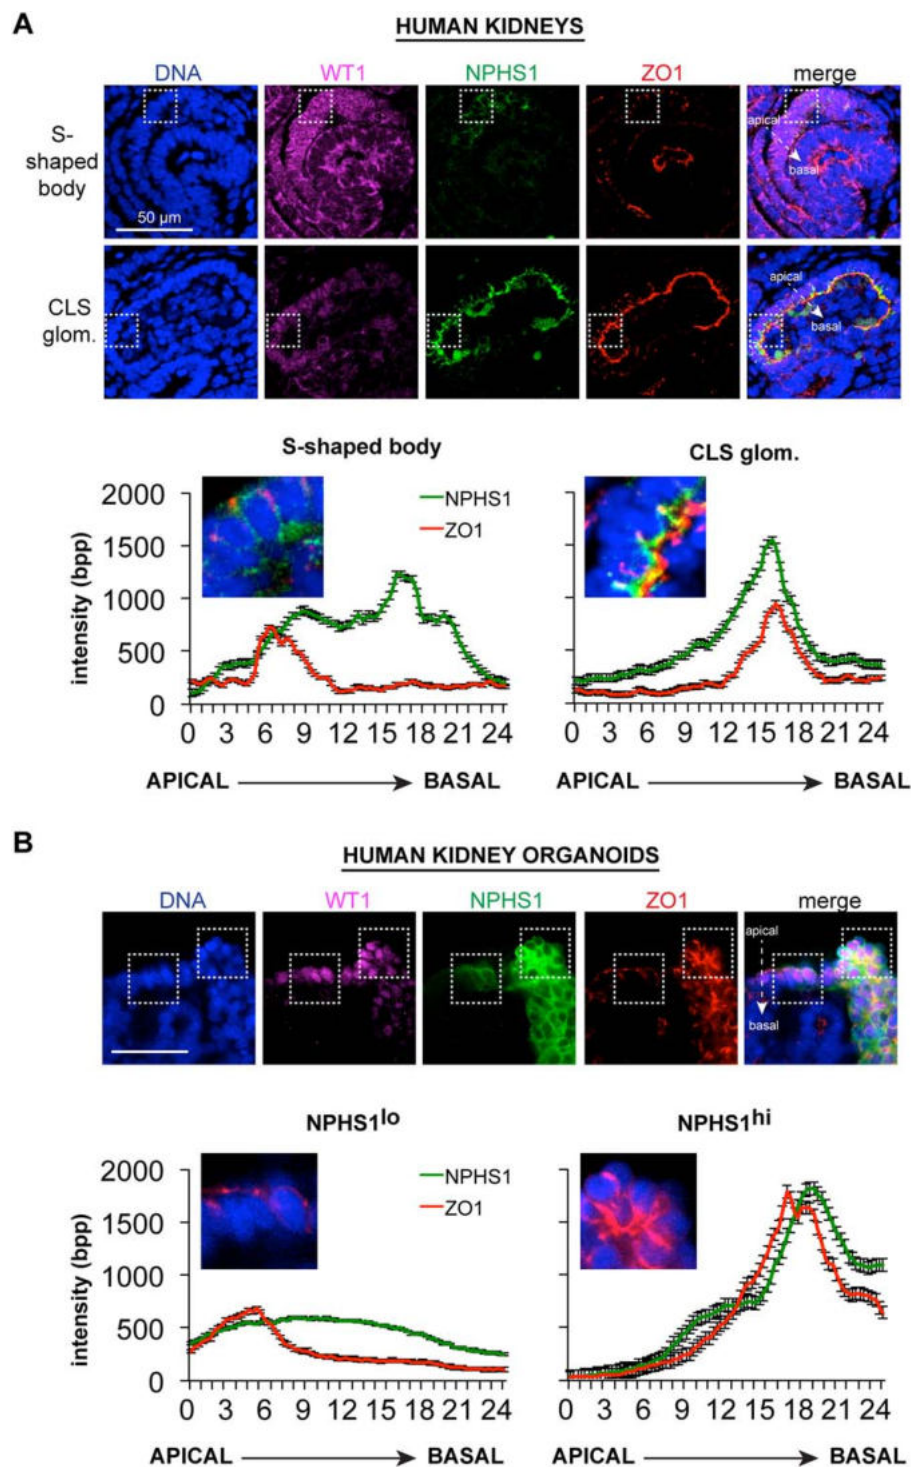 A
HUMAN KIDNEYS
DNA WT1 NPHS1 ZO1 merge
S-
shaped
body
50 µm
apical
basal
CLS
glom.
apical
basal
S-shaped body
CLS glom.
intensity (bpp)
2000
1500
1000
500
0
NPHS1
ZO1
0 3 6 9 12 15 18 21 24
0 3 6 9 12 15 18 21 24
APICAL BASAL
APICAL BASAL
B
HUMAN KIDNEY ORGANOIDS
DNA WT1 NPHS1 ZO1 merge
apical
basal
NPHS1lo
NPHS1hi
intensity (bpp)
2000
1500
1000
500
0
NPHS1
ZO1
0 3 6 9 12 15 18 21 24
0 3 6 9 12 15 18 21 24
APICAL BASAL
APICAL BASAL